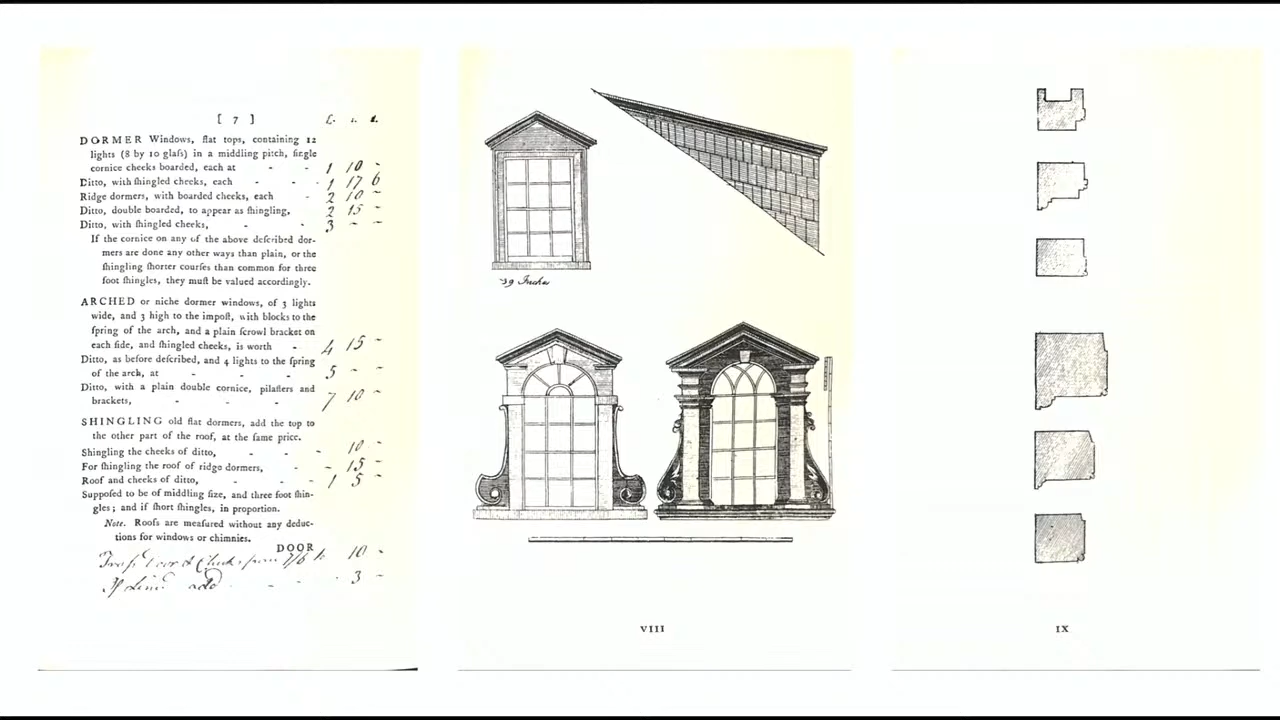 [ 7 ] £. s. d.
DORMER Windows, flat tops, containing 12
lights (8 by 10 glaſs) in a middling pitch, ſingle
cornice cheeks boarded, each at - - 1 10 -
Ditto, with ſhingled cheeks, each - - 1 17 6
Ridge dormers, with boarded cheeks, each - 2 10 -
Ditto, double boarded, to appear as ſhingling, 2 15 -
Ditto, with ſhingled cheeks, - - 3 - -
If the cornice on any of the above deſcribed dor-
mers are done any other ways than plain, or the
ſhingling ſhorter courſes than common for three
foot ſhingles, they muſt be valued accordingly.
ARCHED or niche dormer windows, of 3 lights
wide, and 3 high to the impoſt, with blocks to the
ſpring of the arch, and a plain ſcrowl bracket on
each ſide, and ſhingled cheeks, is worth - 4 15 -
Ditto, as before deſcribed, and 4 lights to the ſpring
of the arch, at - - - 5 - -
Ditto, with a plain double cornice, pilaſters and
brackets, - - - 7 10 -
SHINGLING old flat dormers, add the top to
the other part of the roof, at the ſame price.
Shingling the cheeks of ditto, - - 10 -
For ſhingling the roof of ridge dormers, - - 15 -
Roof and cheeks of ditto, - - - 1 5 -
Suppoſed to be of middling ſize, and three foot ſhin-
gles; and if ſhort ſhingles, in proportion.
Note. Roofs are meaſured without any deduc-
tions for windows or chimnies.
DOOR
Trap Door & Cheeks from 7/6 to 10 -
If Lined add - - - 3 -
39 Inches
VIII
IX